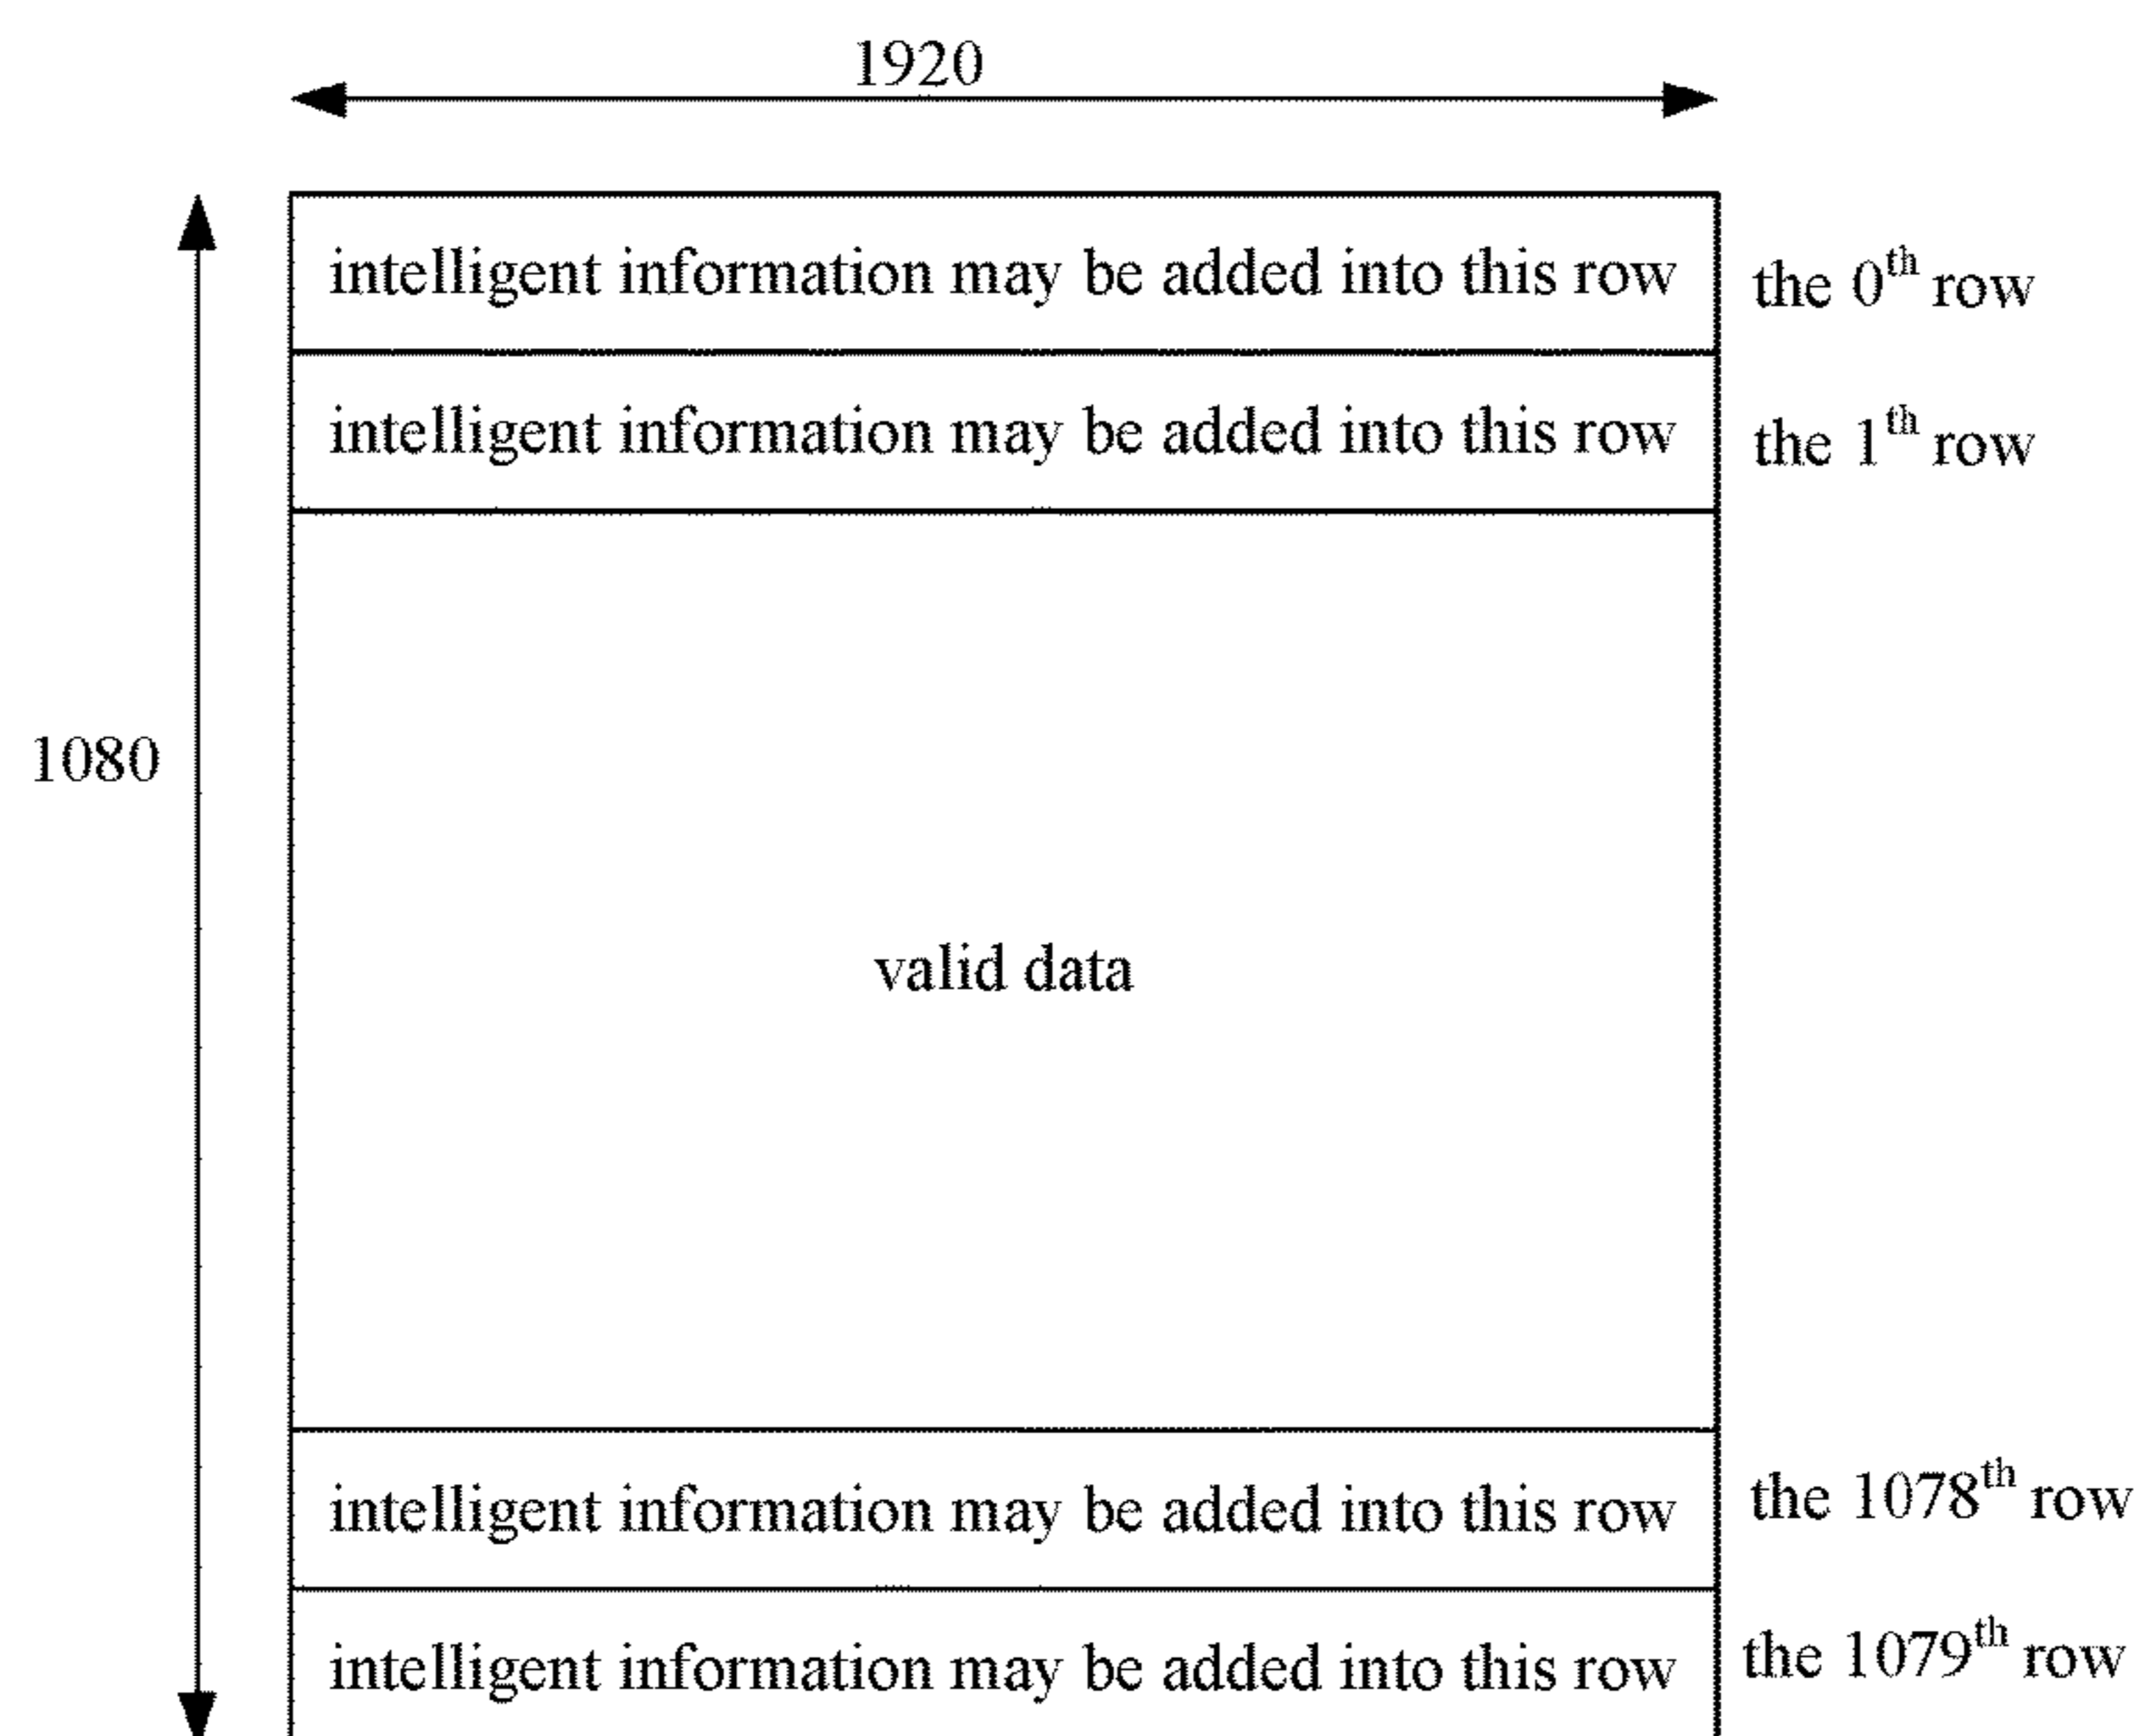 1920
intelligent information may be added into this row the 0th row
intelligent information may be added into this row the 1th row
1080
valid data
intelligent information may be added into this row the 1078th row
intelligent information may be added into this row the 1079th row